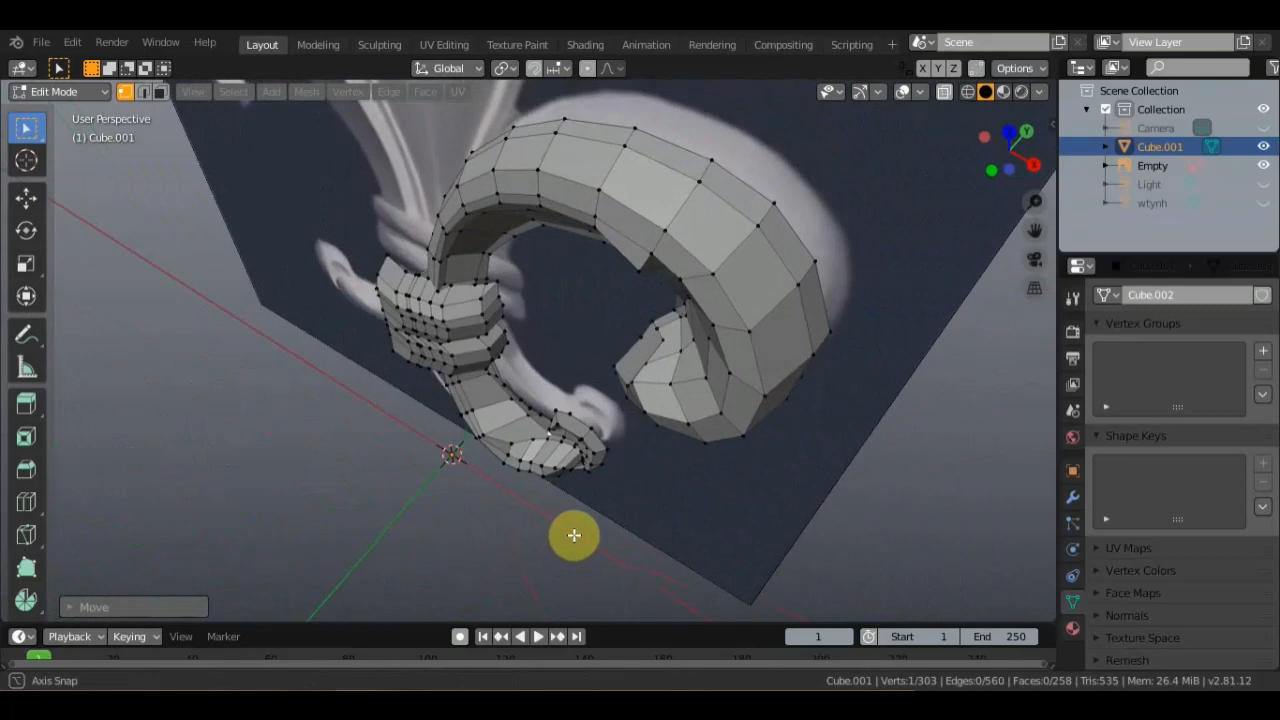 File Edit Render Window Help Layout Modeling Sculpting UV Editing Texture Paint Shading Animation Rendering Compositing Scripting + Scene View Layer
Global X Y Z Options
Edit Mode View Select Add Mesh Vertex Edge Face UV
User Perspective
(1) Cube.001
Z Y X
Scene Collection
Collection
Camera
Cube.001
Empty
Light
wtynh
Cube.002
Vertex Groups
Shape Keys
UV Maps
Vertex Colors
Face Maps
Normals
Texture Space
Remesh
Move
Playback Keying View Marker 1 Start 1 End 250
Axis Snap Cube.001 | Verts:1/303 | Edges:0/560 | Faces:0/258 | Tris:535 | Mem: 26.4 MiB | v2.81.12